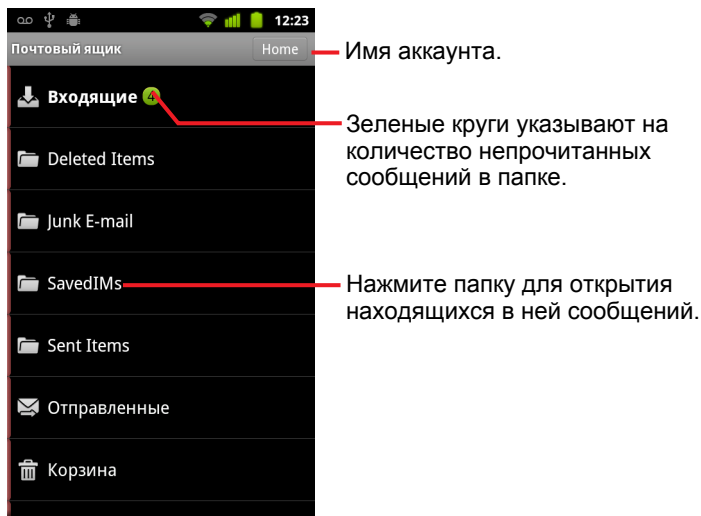 12:23
Почтовый ящик
Home
Имя аккаунта.
Входящие 4
Зеленые круги указывают на
количество непрочитанных
сообщений в папке.
Deleted Items
Junk E-mail
SavedIMs
Нажмите папку для открытия
находящихся в ней сообщений.
Sent Items
Отправленные
Корзина